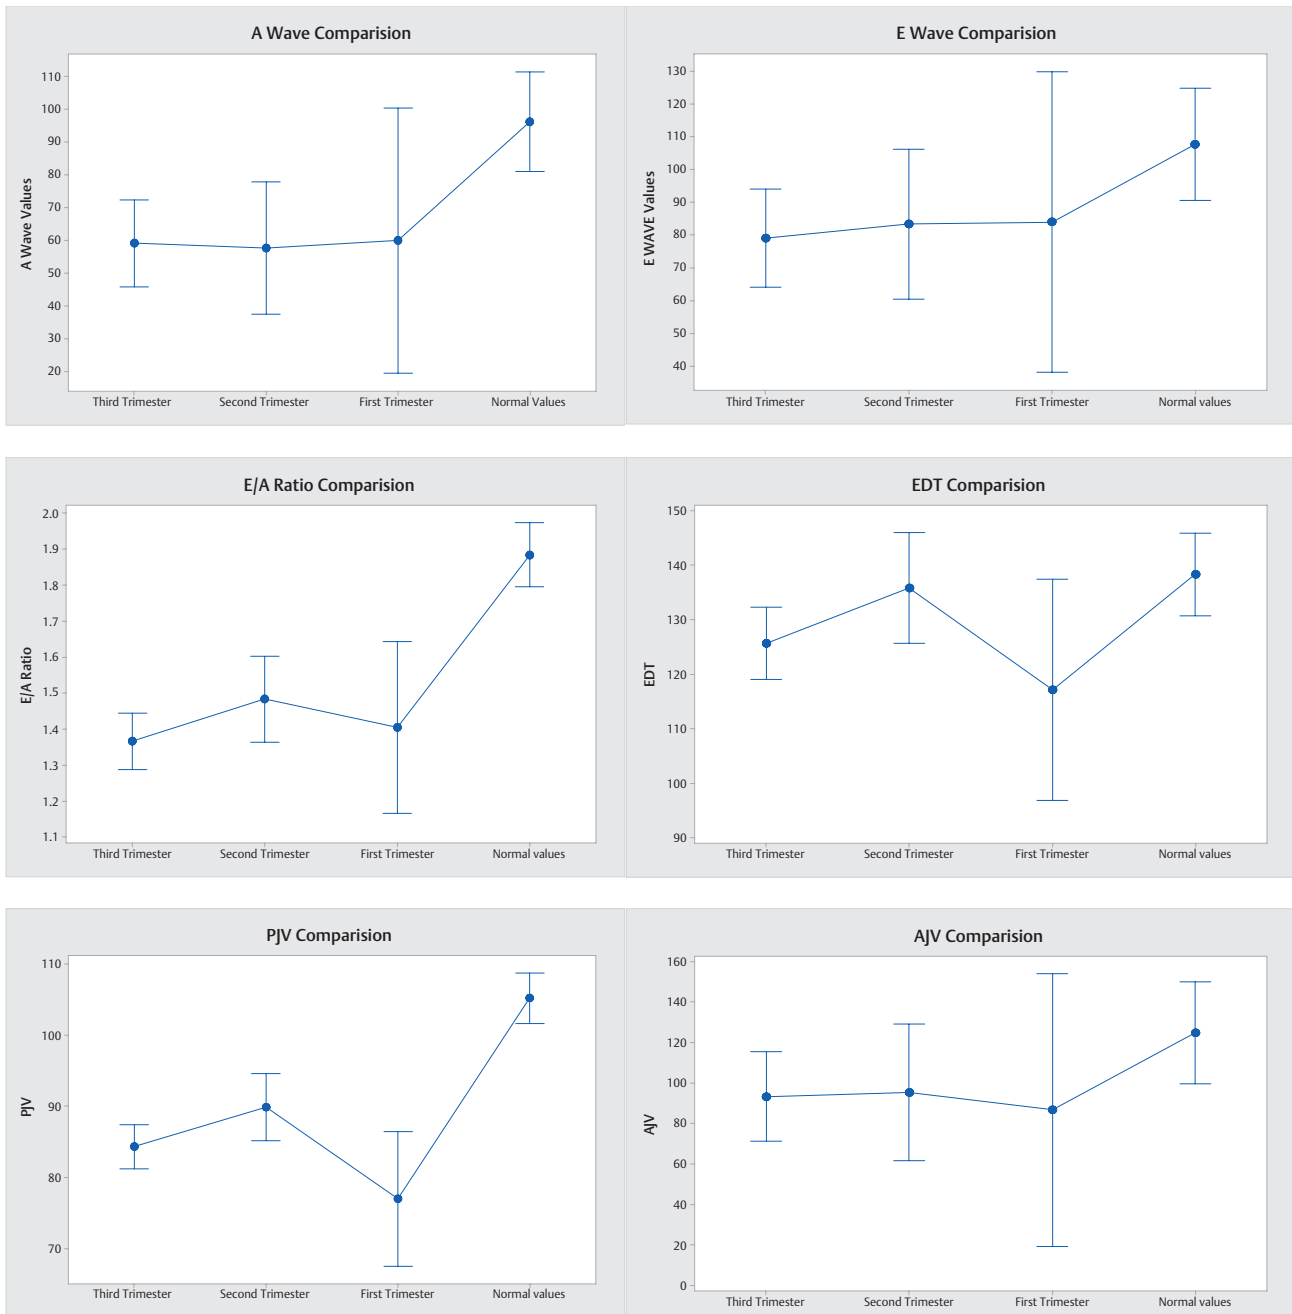 A Wave Comparision
A Wave Values
110
100
90
80
70
60
50
40
30
20
Third Trimester Second Trimester First Trimester Normal Values
E Wave Comparision
E WAVE Values
130
120
110
100
90
80
70
60
50
40
Third Trimester Second Trimester First Trimester Normal values
E/A Ratio Comparision
E/A Ratio
2.0
1.9
1.8
1.7
1.6
1.5
1.4
1.3
1.2
1.1
Third Trimester Second Trimester First Trimester Normal values
EDT Comparision
EDT
150
140
130
120
110
100
90
Third Trimester Second Trimester First Trimester Normal values
PJV Comparision
PJV
110
100
90
80
70
Third Trimester Second Trimester First Trimester Normal values
AJV Comparision
AJV
160
140
120
100
80
60
40
20
0
Third Trimester Second Trimester First Trimester Normal values